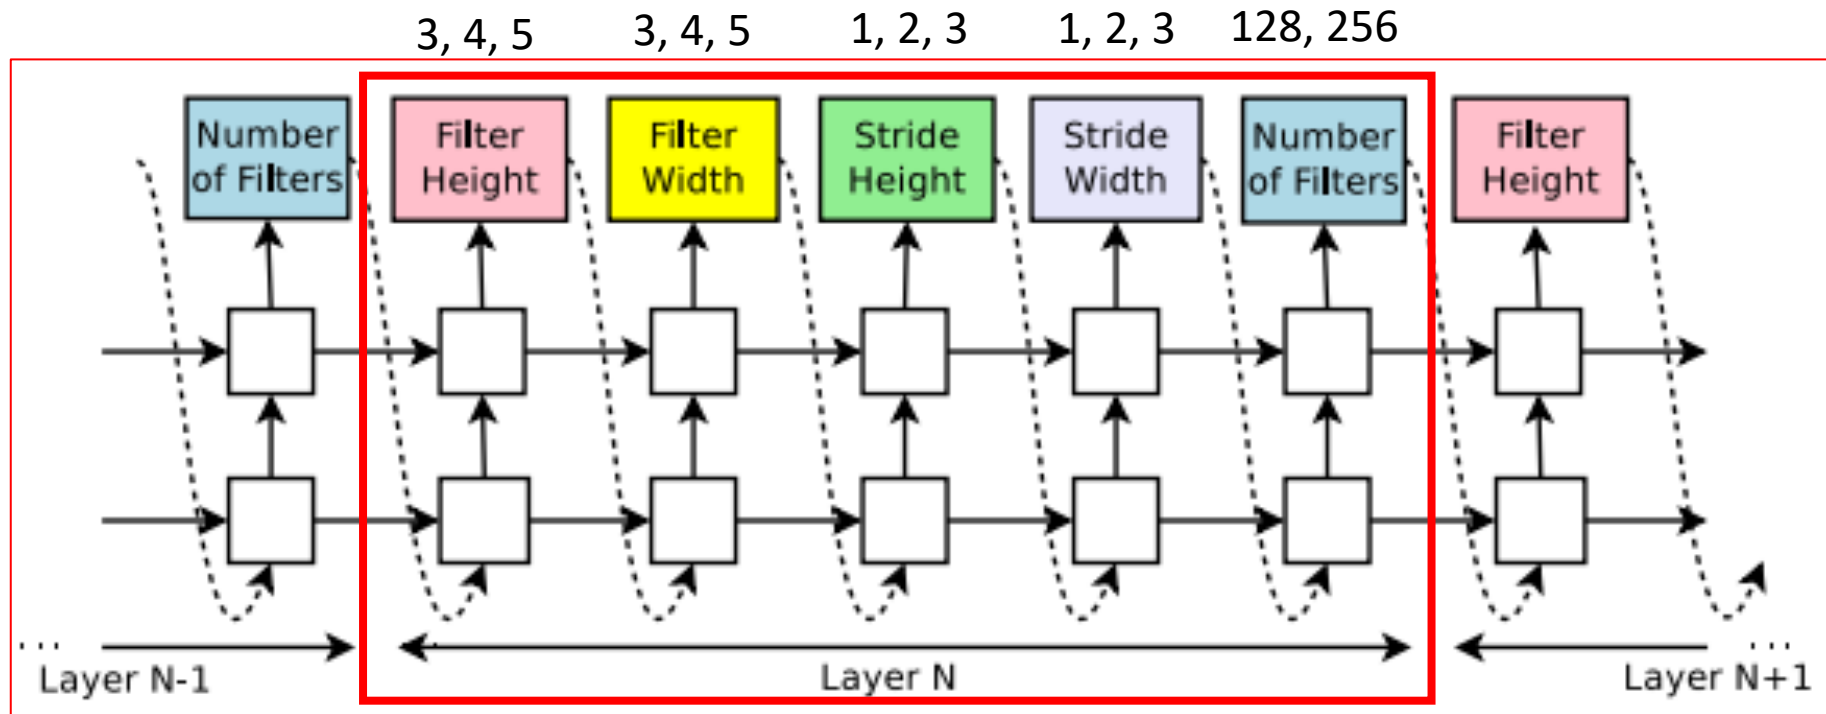 3, 4, 5
3, 4, 5
1, 2, 3
1, 2, 3
128, 256
Number
of Filters
Filter
Height
Filter
Width
Stride
Height
Stride
Width
Number
of Filters
Filter
Height
...
Layer N-1
Layer N
...
Layer N+1